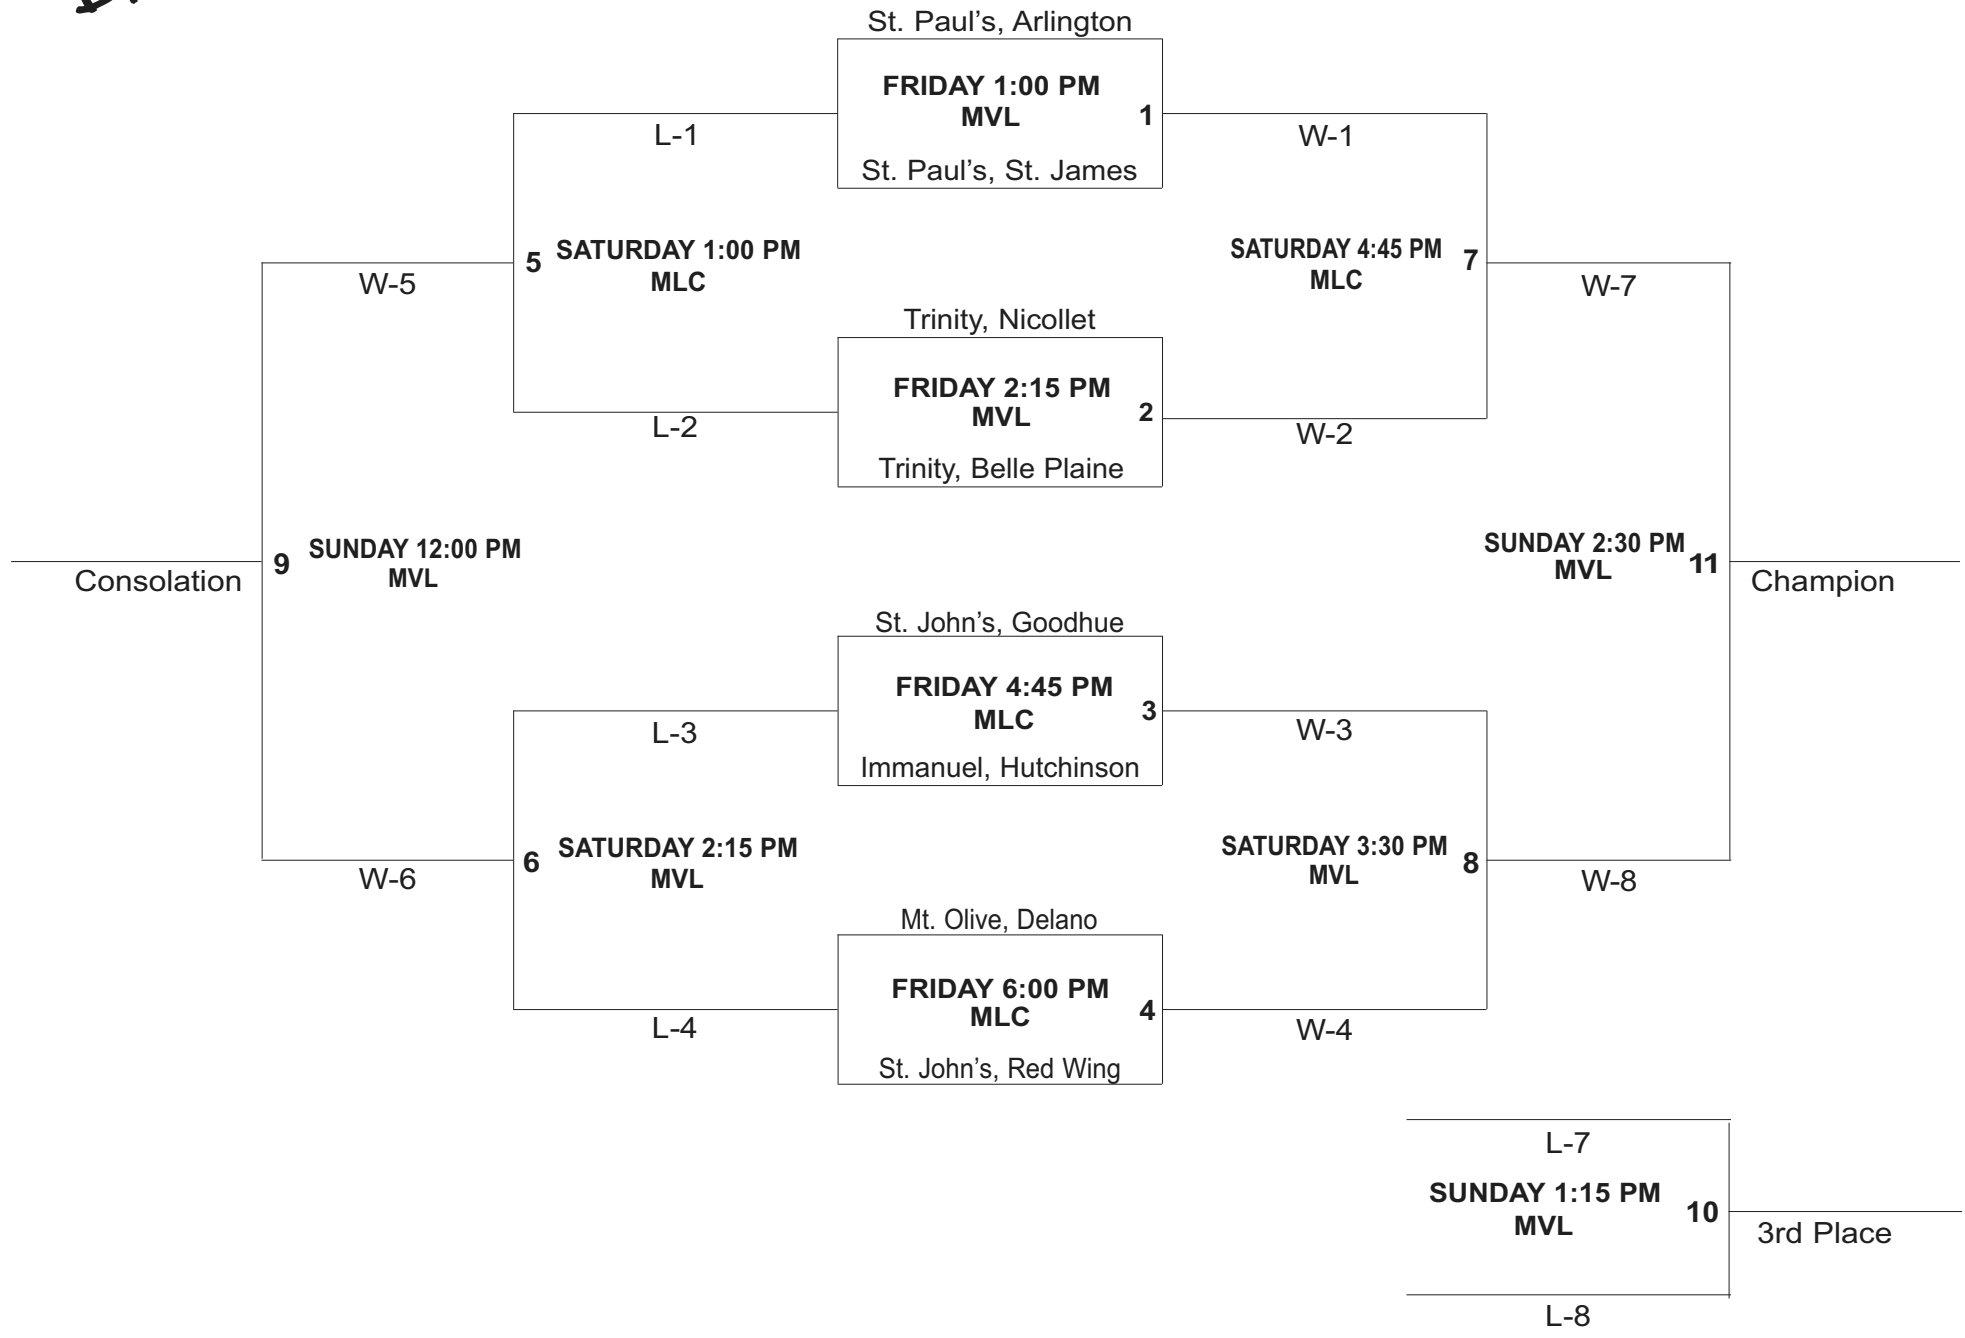 St. Paul's, Arlington
FRIDAY 1:00 PM
MVL
1
St. Paul's, St. James
L-1
W-1
5
SATURDAY 1:00 PM
MLC
SATURDAY 4:45 PM
MLC
7
W-5
W-7
Trinity, Nicollet
FRIDAY 2:15 PM
MVL
2
Trinity, Belle Plaine
L-2
W-2
9
SUNDAY 12:00 PM
MVL
Consolation
SUNDAY 2:30 PM
MVL
11
Champion
St. John's, Goodhue
FRIDAY 4:45 PM
MLC
3
Immanuel, Hutchinson
L-3
W-3
6
SATURDAY 2:15 PM
MVL
SATURDAY 3:30 PM
MVL
8
W-6
W-8
Mt. Olive, Delano
FRIDAY 6:00 PM
MLC
4
St. John's, Red Wing
L-4
W-4
L-7
SUNDAY 1:15 PM
MVL
10
3rd Place
L-8